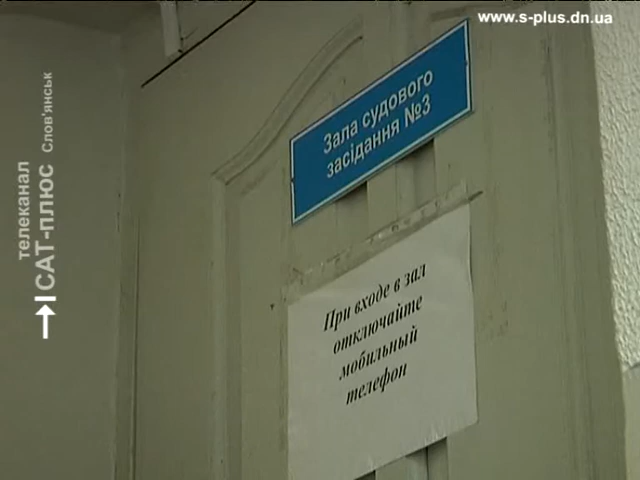 www.s-plus.dn.ua
Зала судового
засідання №3
При входе в зал
отключайте
мобильный
телефон
телеканал
САТ-плюс Слов'янськ